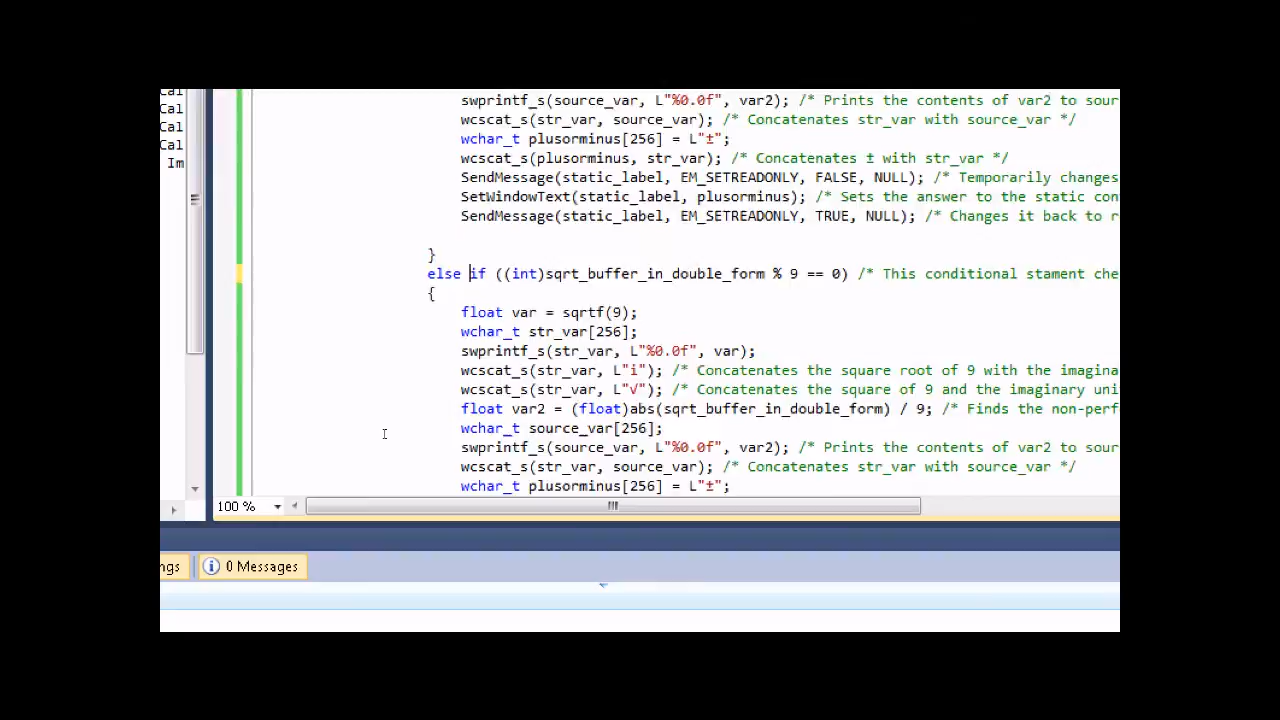 Cal
Cal
Cal
Cal
Im
swprintf_s(source_var, L"%0.0f", var2); /* Prints the contents of var2 to sour
wcscat_s(str_var, source_var); /* Concatenates str_var with source_var */
wchar_t plusorminus[256] = L"±";
wcscat_s(plusorminus, str_var); /* Concatenates ± with str_var */
SendMessage(static_label, EM_SETREADONLY, FALSE, NULL); /* Temporarily changes
SetWindowText(static_label, plusorminus); /* Sets the answer to the static con
SendMessage(static_label, EM_SETREADONLY, TRUE, NULL); /* Changes it back to r
}
else if ((int)sqrt_buffer_in_double_form % 9 == 0) /* This conditional stament che
{
float var = sqrtf(9);
wchar_t str_var[256];
swprintf_s(str_var, L"%0.0f", var);
wcscat_s(str_var, L"i"); /* Concatenates the square root of 9 with the imagina
wcscat_s(str_var, L"√"); /* Concatenates the square of 9 and the imaginary uni
float var2 = (float)abs(sqrt_buffer_in_double_form) / 9; /* Finds the non-perf
wchar_t source_var[256];
swprintf_s(source_var, L"%0.0f", var2); /* Prints the contents of var2 to sour
wcscat_s(str_var, source_var); /* Concatenates str_var with source_var */
wchar_t plusorminus[256] = L"±";
100 %
ngs
0 Messages